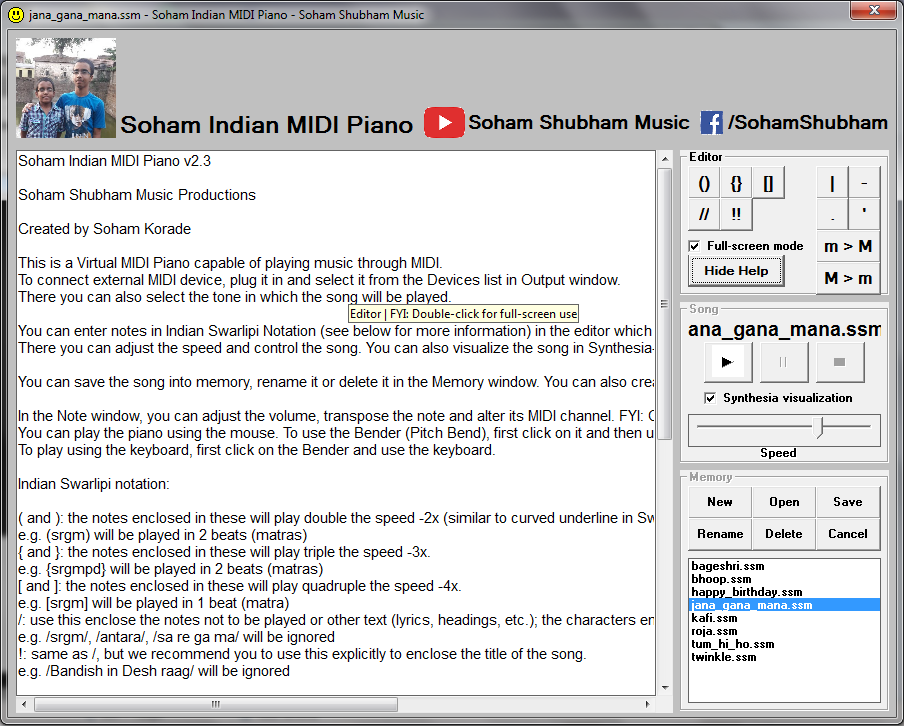 jana_gana_mana.ssm - Soham Indian MIDI Piano - Soham Shubham Music
Soham Indian MIDI Piano
Soham Shubham Music
/SohamShubham
Soham Indian MIDI Piano v2.3
Soham Shubham Music Productions
Created by Soham Korade
This is a Virtual MIDI Piano capable of playing music through MIDI.
To connect external MIDI device, plug it in and select it from the Devices list in Output window.
There you can also select the tone in which the song will be played.
Editor | FYI: Double-click for full-screen use
You can enter notes in Indian Swarlipi Notation (see below for more information) in the editor which
There you can adjust the speed and control the song. You can also visualize the song in Synthesia-
You can save the song into memory, rename it or delete it in the Memory window. You can also crea
In the Note window, you can adjust the volume, transpose the note and alter its MIDI channel. FYI: C
You can play the piano using the mouse. To use the Bender (Pitch Bend), first click on it and then u
To play using the keyboard, first click on the Bender and use the keyboard.
Indian Swarlipi notation:
( and ): the notes enclosed in these will play double the speed -2x (similar to curved underline in Sw
e.g. (srgm) will be played in 2 beats (matras)
{ and }: the notes enclosed in these will play triple the speed -3x.
e.g. {srgmpd} will be played in 2 beats (matras)
[ and ]: the notes enclosed in these will play quadruple the speed -4x.
e.g. [srgm] will be played in 1 beat (matra)
/: use this enclose the notes not to be played or other text (lyrics, headings, etc.); the characters en
e.g. /srgm/, /antara/, /sa re ga ma/ will be ignored
!: same as /, but we recommend you to use this explicitly to enclose the title of the song.
e.g. /Bandish in Desh raag/ will be ignored
Editor
() {} [] | -
// !! . '
Full-screen mode
m > M
Hide Help
M > m
Song
ana_gana_mana.ssm
Synthesia visualization
Speed
Memory
New Open Save
Rename Delete Cancel
bageshri.ssm
bhoop.ssm
happy_birthday.ssm
jana_gana_mana.ssm
kafi.ssm
roja.ssm
tum_hi_ho.ssm
twinkle.ssm